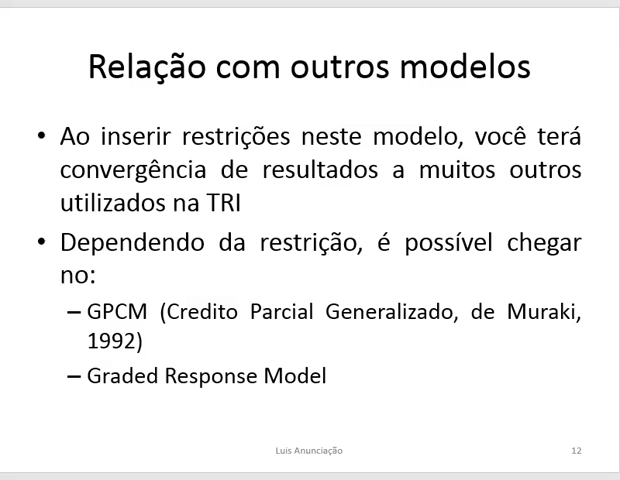 Relação com outros modelos
• Ao inserir restrições neste modelo, você terá
convergência de resultados a muitos outros
utilizados na TRI
• Dependendo da restrição, é possível chegar
no:
– GPCM (Credito Parcial Generalizado, de Muraki,
1992)
– Graded Response Model
Luis Anunciação
12